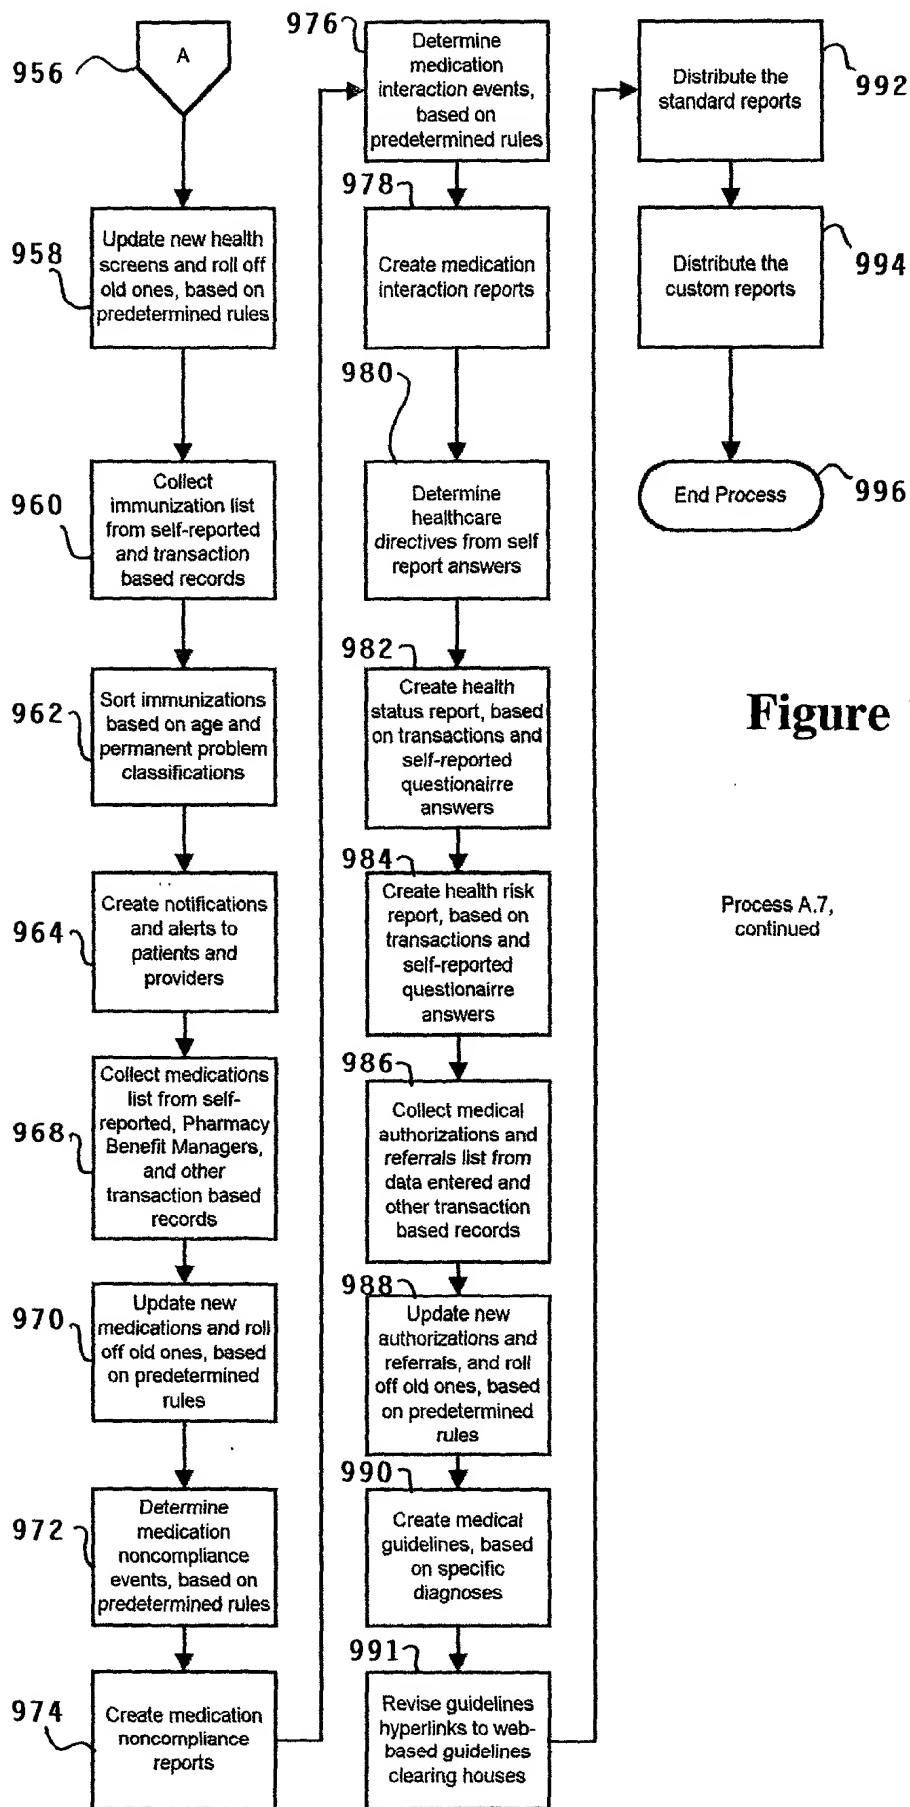 956
A
958
Update new health
screens and roll off
old ones, based on
predetermined rules
960
Collect
immunization list
from self-reported
and transaction
based records
962
Sort immunizations
based on age and
permanent problem
classifications
964
Create notifications
and alerts to
patients and
providers
968
Collect medications
list from self-
reported, Pharmacy
Benefit Managers,
and other
transaction based
records
970
Update new
medications and roll
off old ones, based
on predetermined
rules
972
Determine
medication
noncompliance
events, based on
predetermined rules
974
Create medication
noncompliance
reports
976
Determine
medication
interaction events,
based on
predetermined rules
978
Create medication
interaction reports
980
Determine
healthcare
directives from self
report answers
982
Create health
status report, based
on transactions and
self-reported
questionairre
answers
984
Create health risk
report, based on
transactions and
self-reported
questionairre
answers
986
Collect medical
authorizations and
referrals list from
data entered and
other transaction
based records
988
Update new
authorizations and
referrals, and roll
off old ones, based
on predetermined
rules
990
Create medical
guidelines, based
on specific
diagnoses
991
Revise guidelines
hyperlinks to web-
based guidelines
clearing houses
992
Distribute the
standard reports
994
Distribute the
custom reports
996
End Process
Figure
Process A.7,
continued